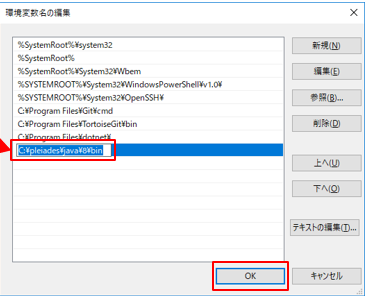 環境変数名の編集
%SystemRoot%¥system32
%SystemRoot%
%SystemRoot%¥System32¥Wbem
%SYSTEMROOT%¥System32¥WindowsPowerShell¥v1.0¥
%SYSTEMROOT%¥System32¥OpenSSH¥
C:¥Program Files¥Git¥cmd
C:¥Program Files¥TortoiseGit¥bin
C:¥Program Files¥dotnet¥
C:¥pleiades¥java¥8¥bin
新規(N)
編集(E)
参照(B)...
削除(D)
上へ(U)
下へ(O)
テキストの編集(T)...
OK
キャンセル